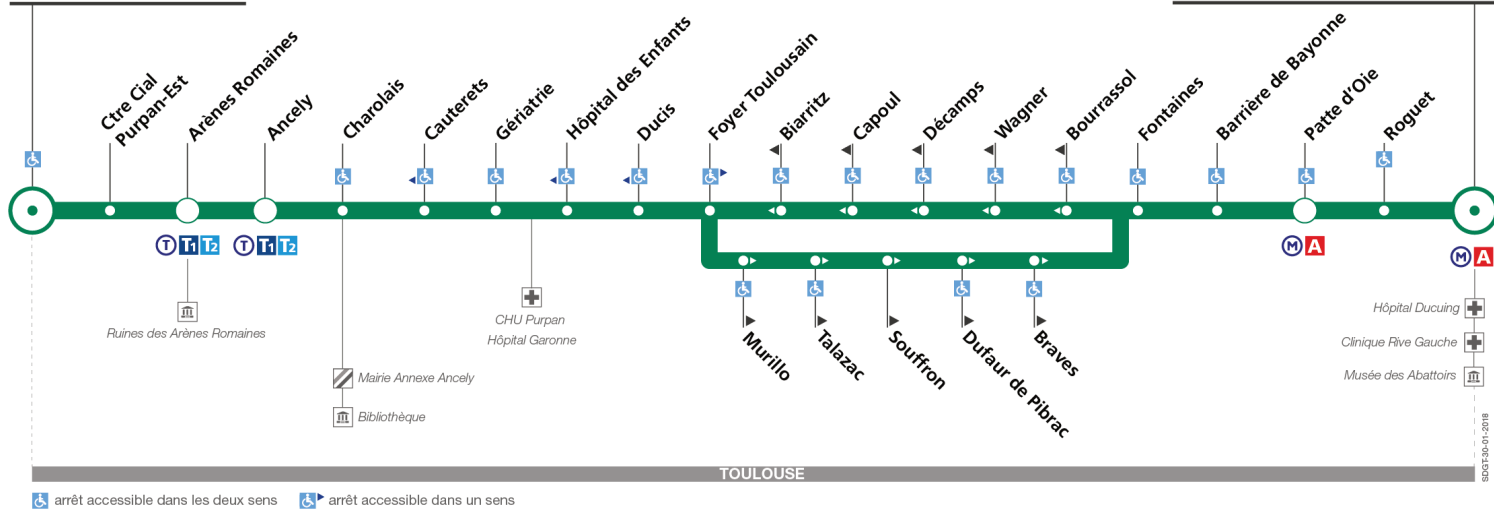 Ctre Cial
Purpan-Est
Arènes Romaines
Ancely
Charolais
Cauterets
Gériatrie
Hôpital des Enfants
Ducis
Foyer Toulousain
Biarritz
Capoul
Décamps
Wagner
Bourrassol
Fontaines
Barrière de Bayonne
Patte d'Oie
Roguet
T T1 T2
T T1 T2
M A
M A
Murillo
Talazac
Souffron
Dufaur de Pibrac
Braves
Ruines des Arènes Romaines
CHU Purpan
Hôpital Garonne
Mairie Annexe Ancely
Bibliothèque
Hôpital Ducuing
Clinique Rive Gauche
Musée des Abattoirs
SDGT-30-01-2018
TOULOUSE
arrêt accessible dans les deux sens
arrêt accessible dans un sens